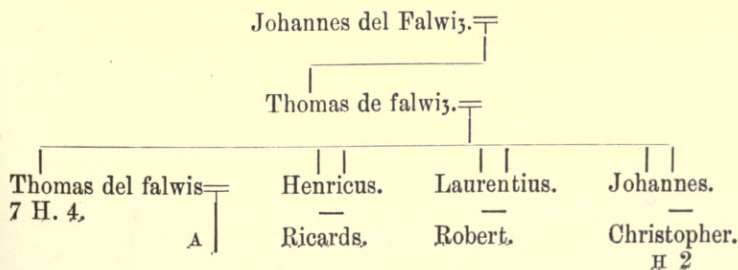 Johannes del Falwiȝ.
Thomas de falwiȝ.
Thomas del falwis Henricus. Laurentius. Johannes.
7 H. 4.
A Ricards. Robert. Christopher.
H 2